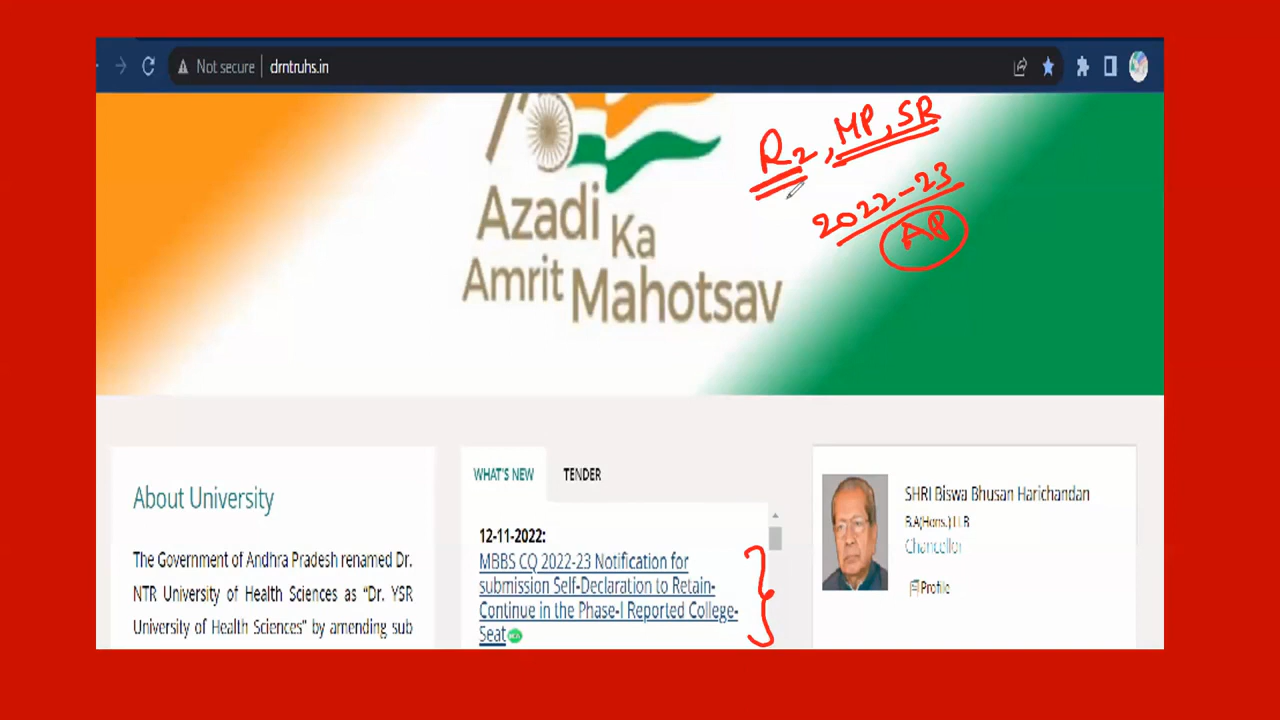 Not secure drntruhs.in
R2, MP, SR
2022-23
AP
Azadi Ka
Amrit Mahotsav
About University
The Government of Andhra Pradesh renamed Dr.
NTR University of Health Sciences as “Dr. YSR
University of Health Sciences” by amending sub
WHAT'S NEW TENDER
12-11-2022:
MBBS CQ 2022-23 Notification for
submission Self-Declaration to Retain-
Continue in the Phase-I Reported College-
Seat
SHRI Biswa Bhusan Harichandan
B.A(Hons.) LLB
Chancellor
Profile